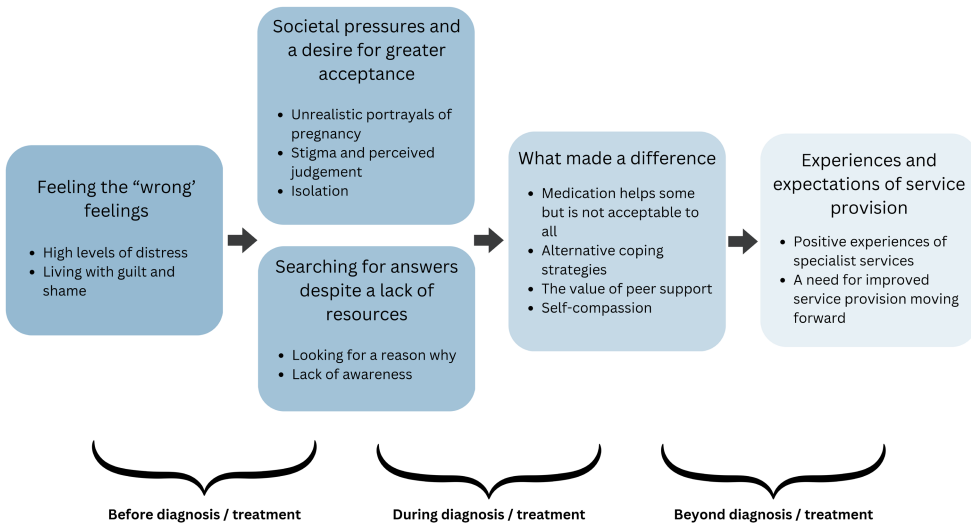 Feeling the “wrong’
feelings
• High levels of distress
• Living with guilt and
shame
Societal pressures and
a desire for greater
acceptance
• Unrealistic portrayals of
pregnancy
• Stigma and perceived
judgement
• Isolation
Searching for answers
despite a lack of
resources
• Looking for a reason why
• Lack of awareness
What made a difference
• Medication helps some
but is not acceptable to
all
• Alternative coping
strategies
• The value of peer support
• Self-compassion
Experiences and
expectations of service
provision
• Positive experiences of
specialist services
• A need for improved
service provision moving
forward
Before diagnosis / treatment
During diagnosis / treatment
Beyond diagnosis / treatment